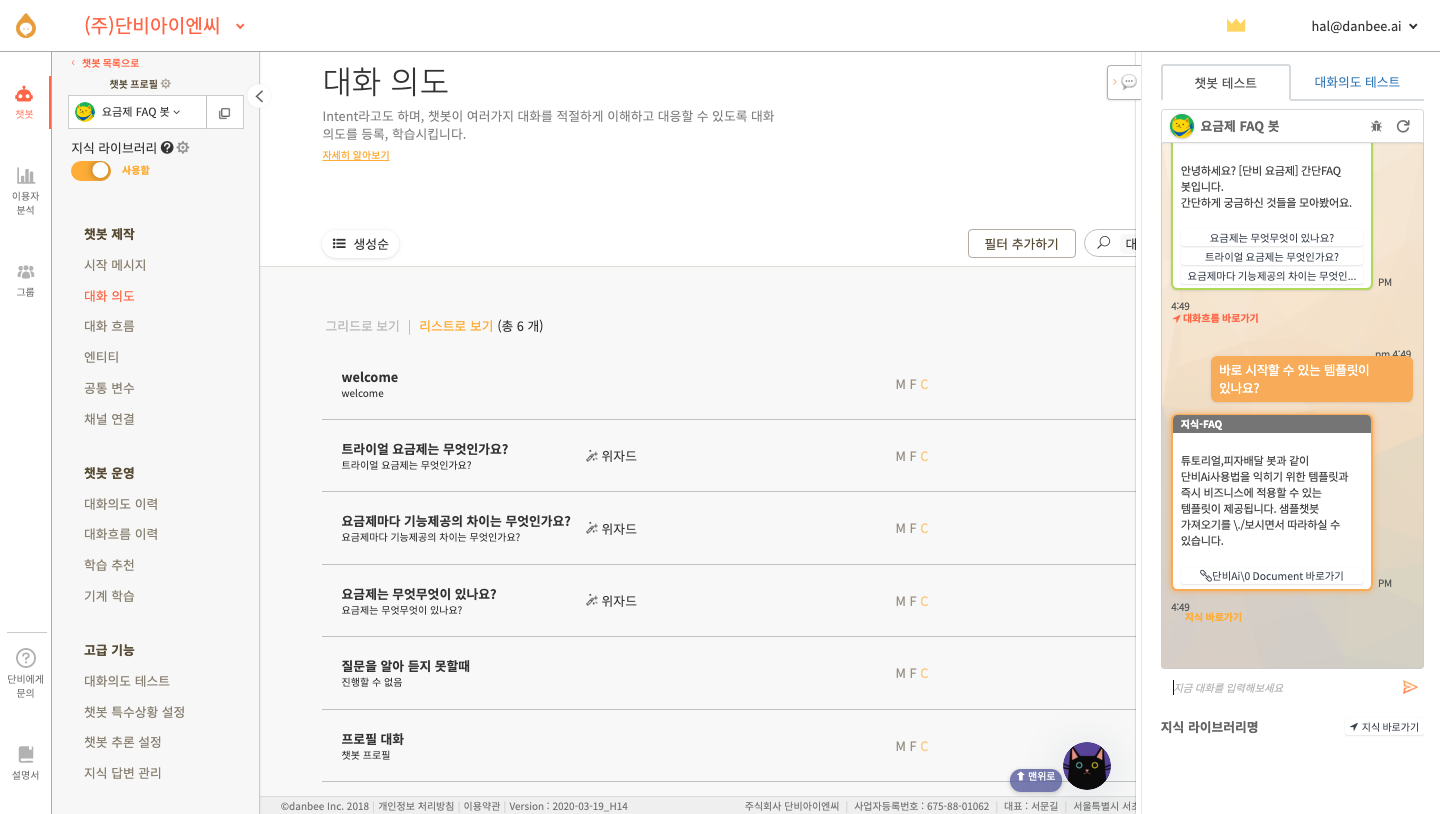 (주)단비아이엔씨
hal@danbee.ai
챗봇
이용자
분석
그룹
단비에게
문의
설명서
챗봇 목록으로
챗봇 프로필
요금제 FAQ 봇
지식 라이브러리
사용함
챗봇 제작
시작 메시지
대화 의도
대화 흐름
엔티티
공통 변수
채널 연결
챗봇 운영
대화의도 이력
대화흐름 이력
학습 추천
기계 학습
고급 기능
대화의도 테스트
챗봇 특수상황 설정
챗봇 추론 설정
지식 답변 관리
대화 의도
Intent라고도 하며, 챗봇이 여러가지 대화를 적절하게 이해하고 대응할 수 있도록 대화
의도를 등록, 학습시킵니다.
자세히 알아보기
생성순
필터 추가하기
대
그리드로 보기 | 리스트로 보기 (총 6 개)
welcome
welcome
M F C
트라이얼 요금제는 무엇인가요?
트라이얼 요금제는 무엇인가요?
위자드
M F C
요금제마다 기능제공의 차이는 무엇인가요?
요금제마다 기능제공의 차이는 무엇인가요?
위자드
M F C
요금제는 무엇무엇이 있나요?
요금제는 무엇무엇이 있나요?
위자드
M F C
질문을 알아 듣지 못할때
진행할 수 없음
M F C
프로필 대화
챗봇 프로필
M F C
맨위로
©danbee Inc. 2018 | 개인정보 처리방침 | 이용약관 | Version : 2020-03-19_H14
주식회사 단비아이엔씨 | 사업자등록번호 : 675-88-01062 | 대표 : 서문길 | 서울특별시 서초
챗봇 테스트
대화의도 테스트
요금제 FAQ 봇
안녕하세요? [단비 요금제] 간단FAQ
봇입니다.
간단하게 궁금하신 것들을 모아봤어요.
요금제는 무엇무엇이 있나요?
트라이얼 요금제는 무엇인가요?
요금제마다 기능제공의 차이는 무엇인...
PM
4:49
대화흐름 바로가기
pm 4:49
바로 시작할 수 있는 템플릿이
있나요?
지식-FAQ
튜토리얼,피자배달 봇과 같이
단비Ai사용법을 익히기 위한 템플릿과
즉시 비즈니스에 적용할 수 있는
템플릿이 제공됩니다. 샘플챗봇
가져오기를 \./보시면서 따라하실 수
있습니다.
단비Ai\0 Document 바로가기
PM
4:49
지식 바로가기
지금 대화를 입력해보세요
지식 라이브러리명
지식 바로가기